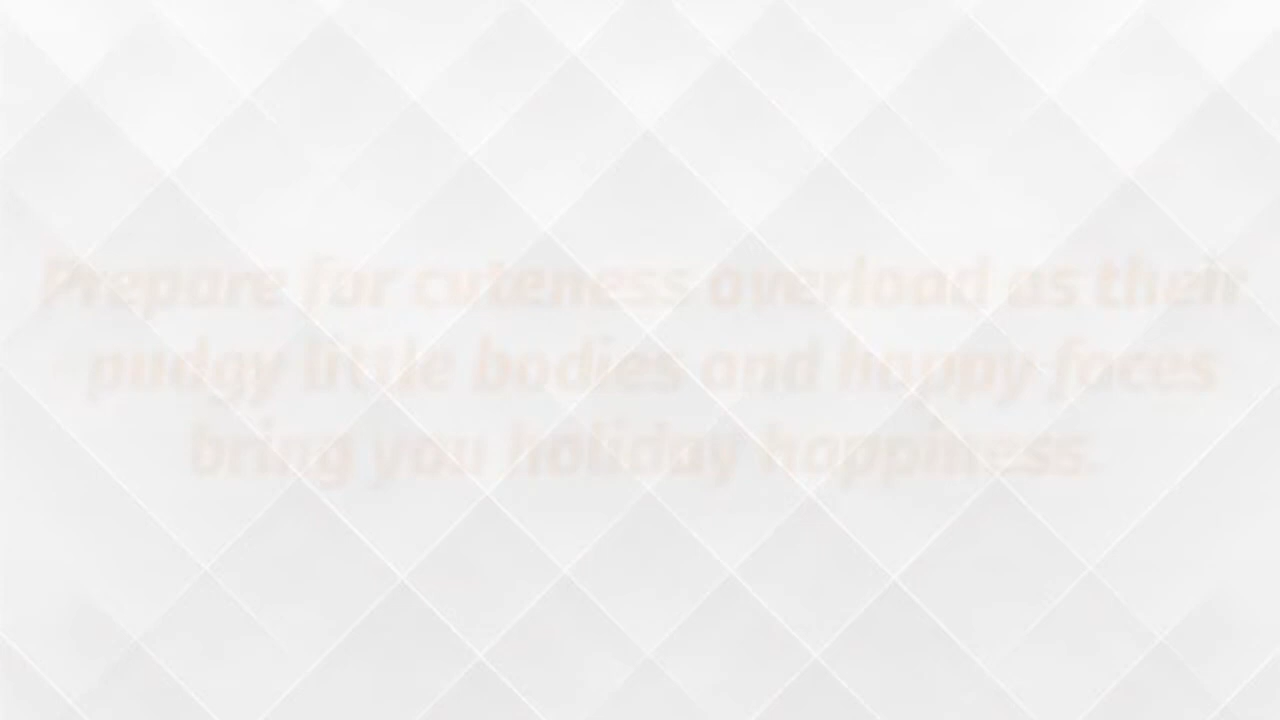 Prepare for cuteness overload as their
pudgy little bodies and happy faces
bring you holiday happiness.